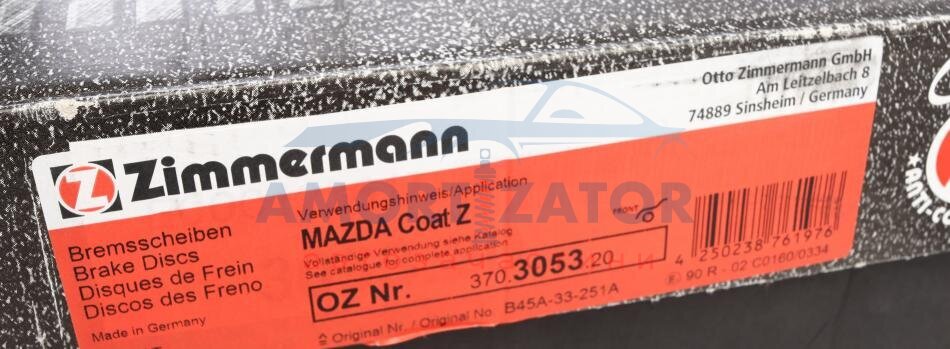 Zimmermann
Otto Zimmermann GmbH
Am Leitzelbach 8
74889 Sinsheim / Germany
Bremsscheiben
Brake Discs
Disques de Frein
Discos des Freno
Made in Germany
Verwendungshinweis/Application
MAZDA Coat Z
Vollständige Verwendung siehe Katalog
See catalogue for complete application
OZ Nr. 370.3053.20
≙ Original Nr. / Original No B45A-33-251A
FRONT
4 250238 761976
E1 90 R - 02 C0160/0334
AMORTIZATOR